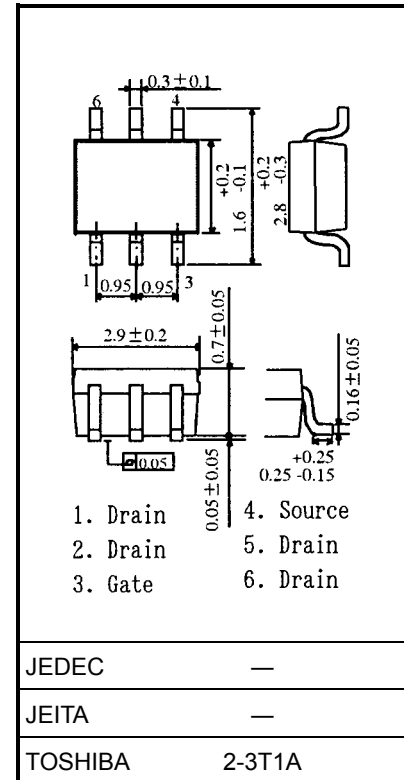 0.3±0.1
6 4
+0.2
1.6 -0.1
+0.2
2.8 -0.3
1 0.95 0.95 3
2.9±0.2
0.7±0.05
0.16±0.05
0.05
0.05±0.05
+0.25
0.25 -0.15
1. Drain 4. Source
2. Drain 5. Drain
3. Gate 6. Drain
JEDEC —
JEITA —
TOSHIBA 2-3T1A